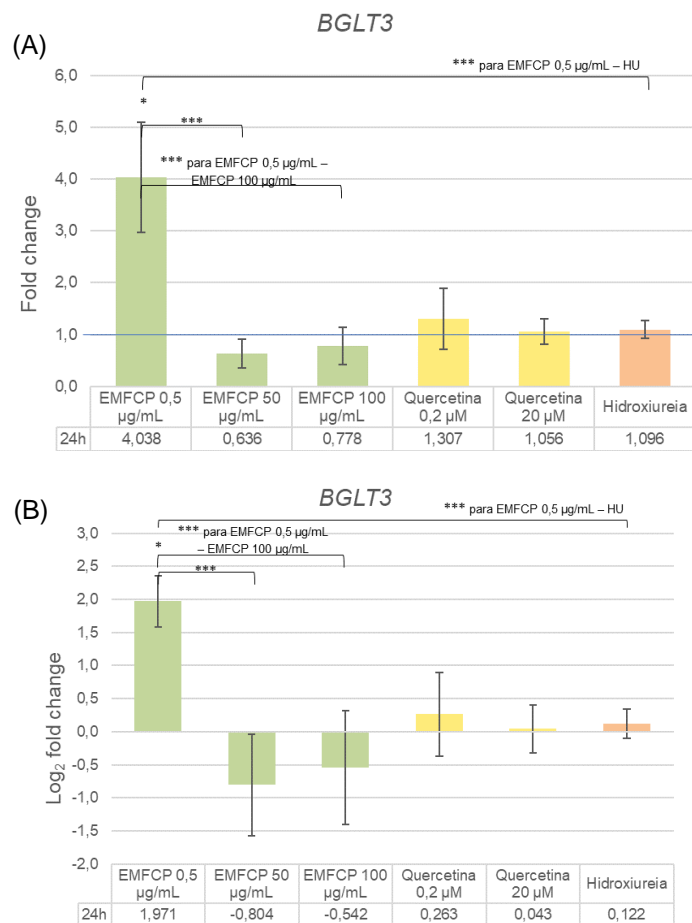 BGLT3
(A)
*** para EMFCP 0,5 µg/mL – HU
6,0
*
5,0
***
*** para EMFCP 0,5 µg/mL –
EMFCP 100 µg/mL
4,0
3,0
2,0
1,0
0,0
Fold change
EMFCP 0,5 µg/mL
EMFCP 50 µg/mL
EMFCP 100 µg/mL
Quercetina 0,2 µM
Quercetina 20 µM
Hidroxiureia
24h 4,038 0,636 0,778 1,307 1,056 1,096
BGLT3
(B)
*** para EMFCP 0,5 µg/mL – HU
*** para EMFCP 0,5 µg/mL
– EMFCP 100 µg/mL
*
***
3,0
2,5
2,0
1,5
1,0
0,5
0,0
-0,5
-1,0
-1,5
-2,0
Log₂ fold change
EMFCP 0,5 µg/mL
EMFCP 50 µg/mL
EMFCP 100 µg/mL
Quercetina 0,2 µM
Quercetina 20 µM
Hidroxiureia
24h 1,971 -0,804 -0,542 0,263 0,043 0,122